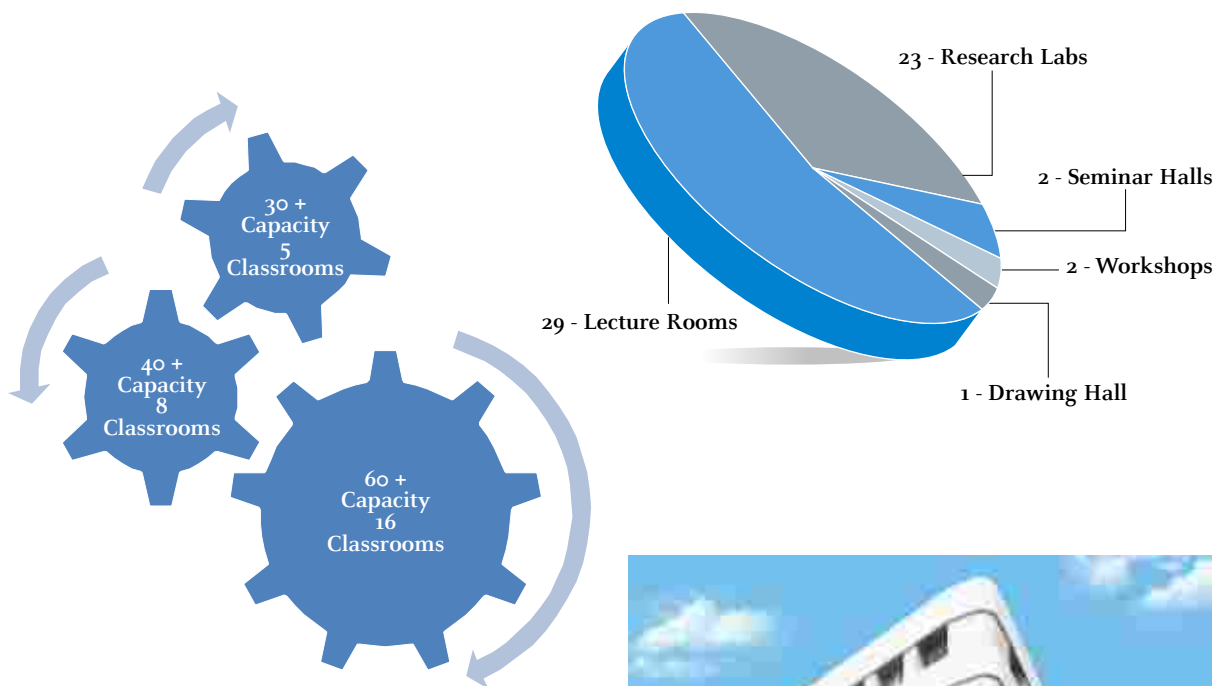 30 +
Capacity
5
Classrooms
40 +
Capacity
8
Classrooms
60 +
Capacity
16
Classrooms
23 - Research Labs
2 - Seminar Halls
2 - Workshops
29 - Lecture Rooms
1 - Drawing Hall